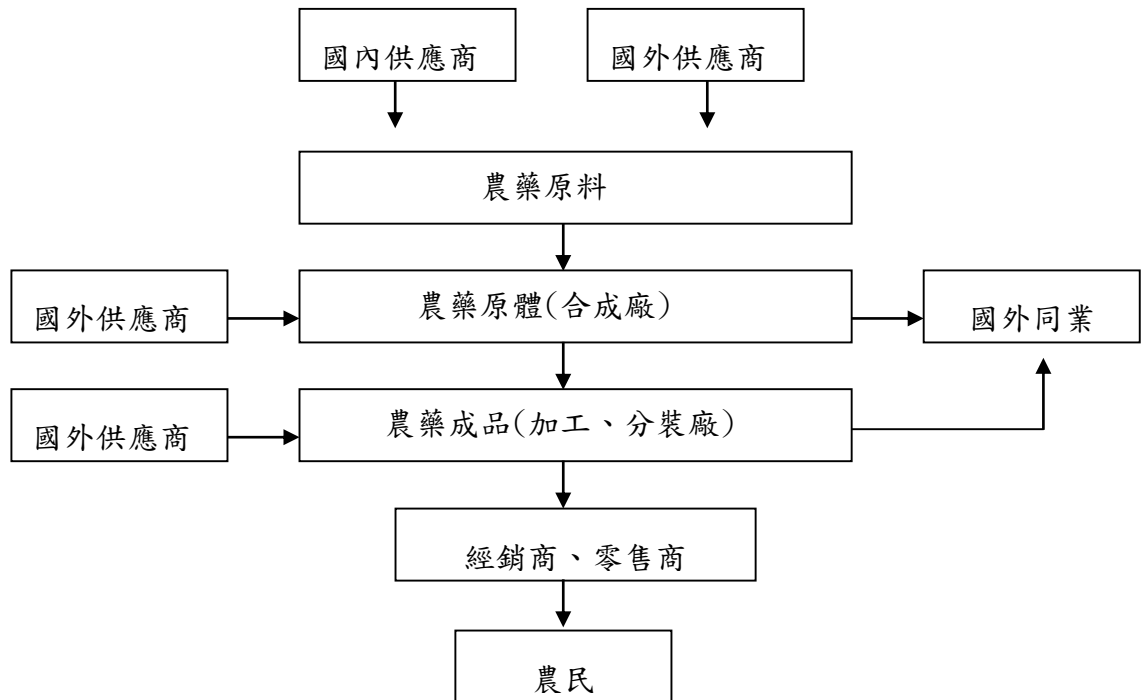 國內供應商
國外供應商
農藥原料
國外供應商
農藥原體(合成廠)
國外同業
國外供應商
農藥成品(加工、分裝廠)
經銷商、零售商
農民